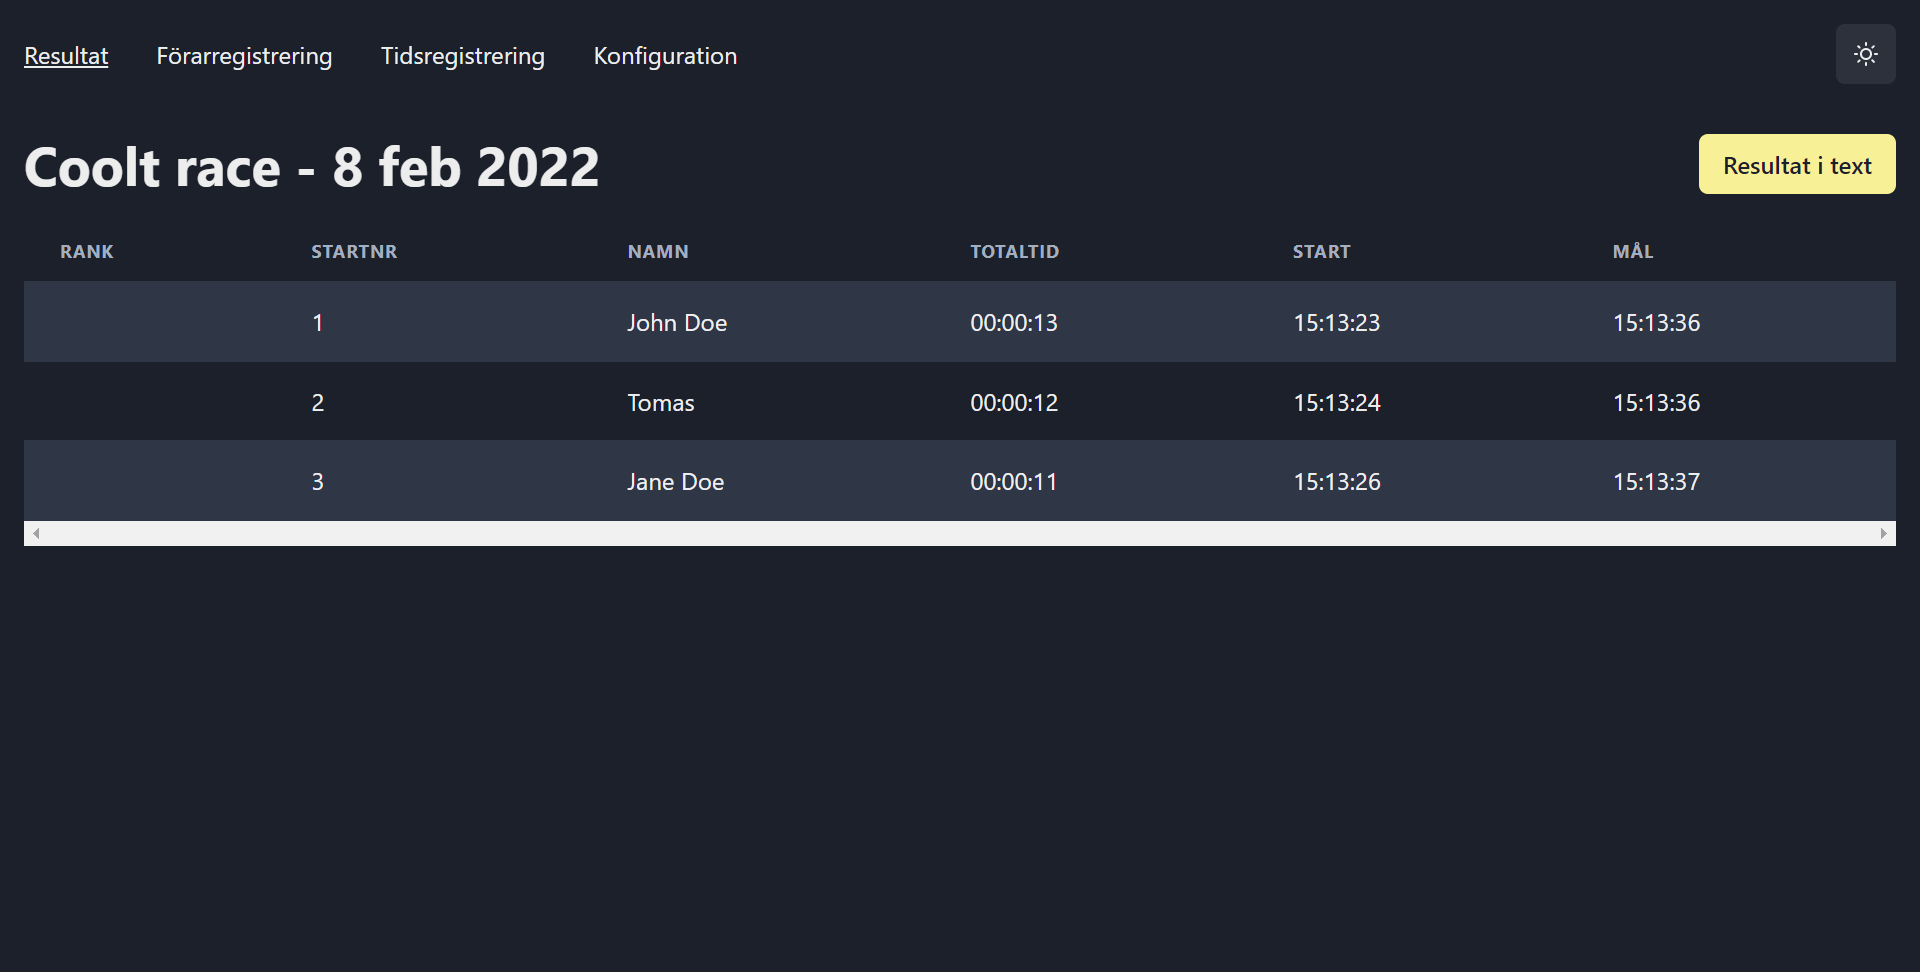 Resultat Förarregistrering Tidsregistrering Konfiguration
Coolt race - 8 feb 2022 Resultat i text
RANK STARTNR NAMN TOTALTID START MÅL
1 John Doe 00:00:13 15:13:23 15:13:36
2 Tomas 00:00:12 15:13:24 15:13:36
3 Jane Doe 00:00:11 15:13:26 15:13:37